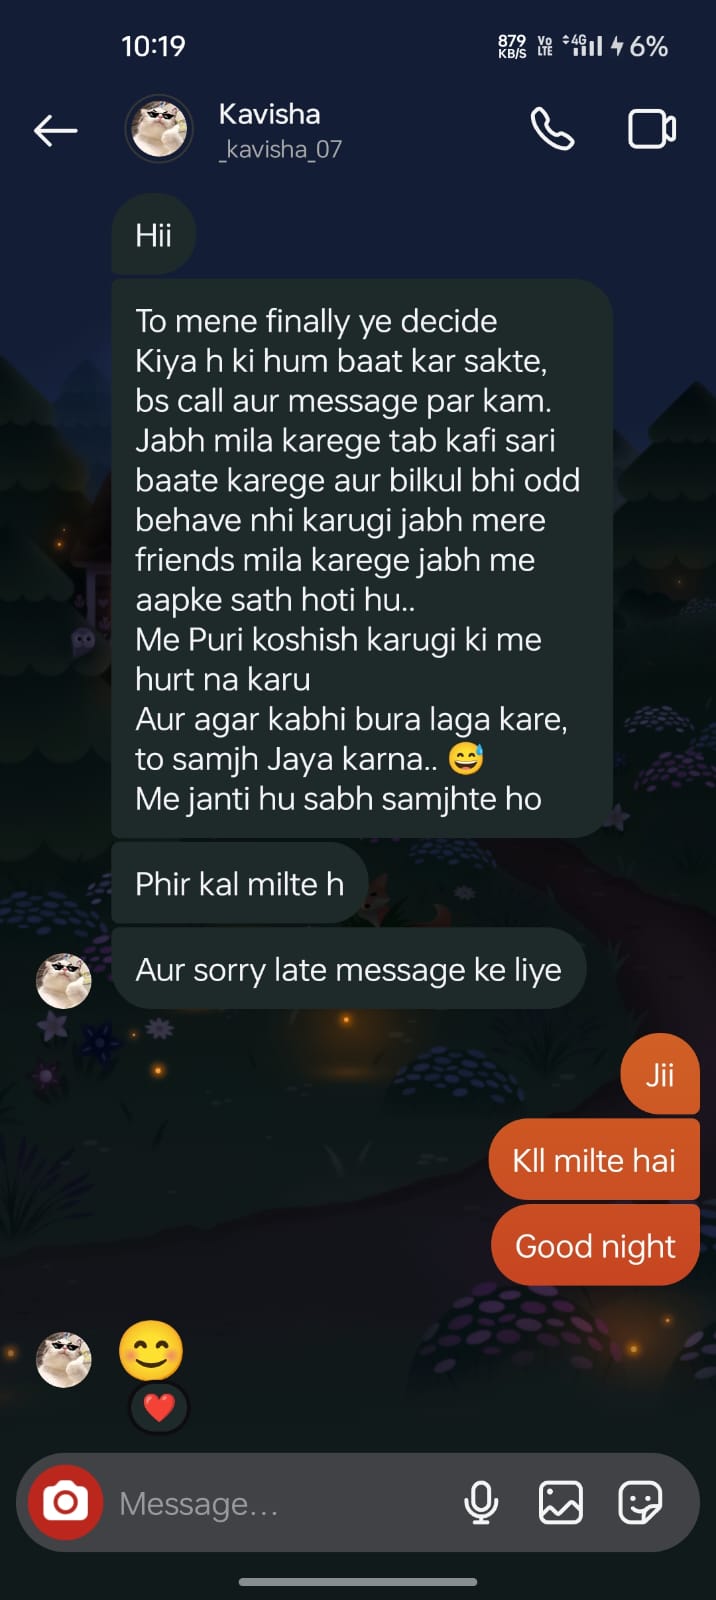 10:19
879 KB/S Vo LTE 4G 6%
Kavisha
_kavisha_07
Hii
To mene finally ye decide
Kiya h ki hum baat kar sakte,
bs call aur message par kam.
Jabh mila karege tab kafi sari
baate karege aur bilkul bhi odd
behave nhi karugi jabh mere
friends mila karege jabh me
aapke sath hoti hu..
Me Puri koshish karugi ki me
hurt na karu
Aur agar kabhi bura laga kare,
to samjh Jaya karna.. 😅
Me janti hu sabh samjhte ho
Phir kal milte h
Aur sorry late message ke liye
Jii
Kll milte hai
Good night
😊
❤️
Message...